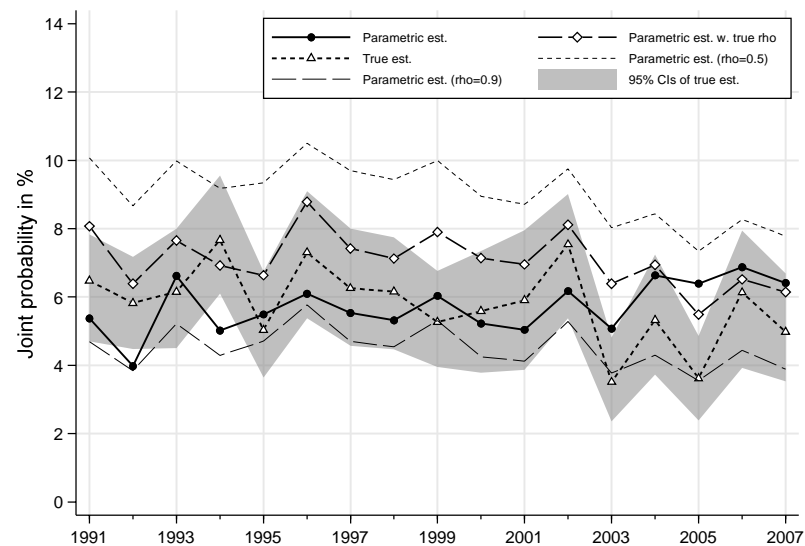 14
12
10
8
6
4
2
0
Joint probability in %
Parametric est.
True est.
Parametric est. (rho=0.9)
Parametric est. w. true rho
Parametric est. (rho=0.5)
95% CIs of true est.
1991 1993 1995 1997 1999 2001 2003 2005 2007